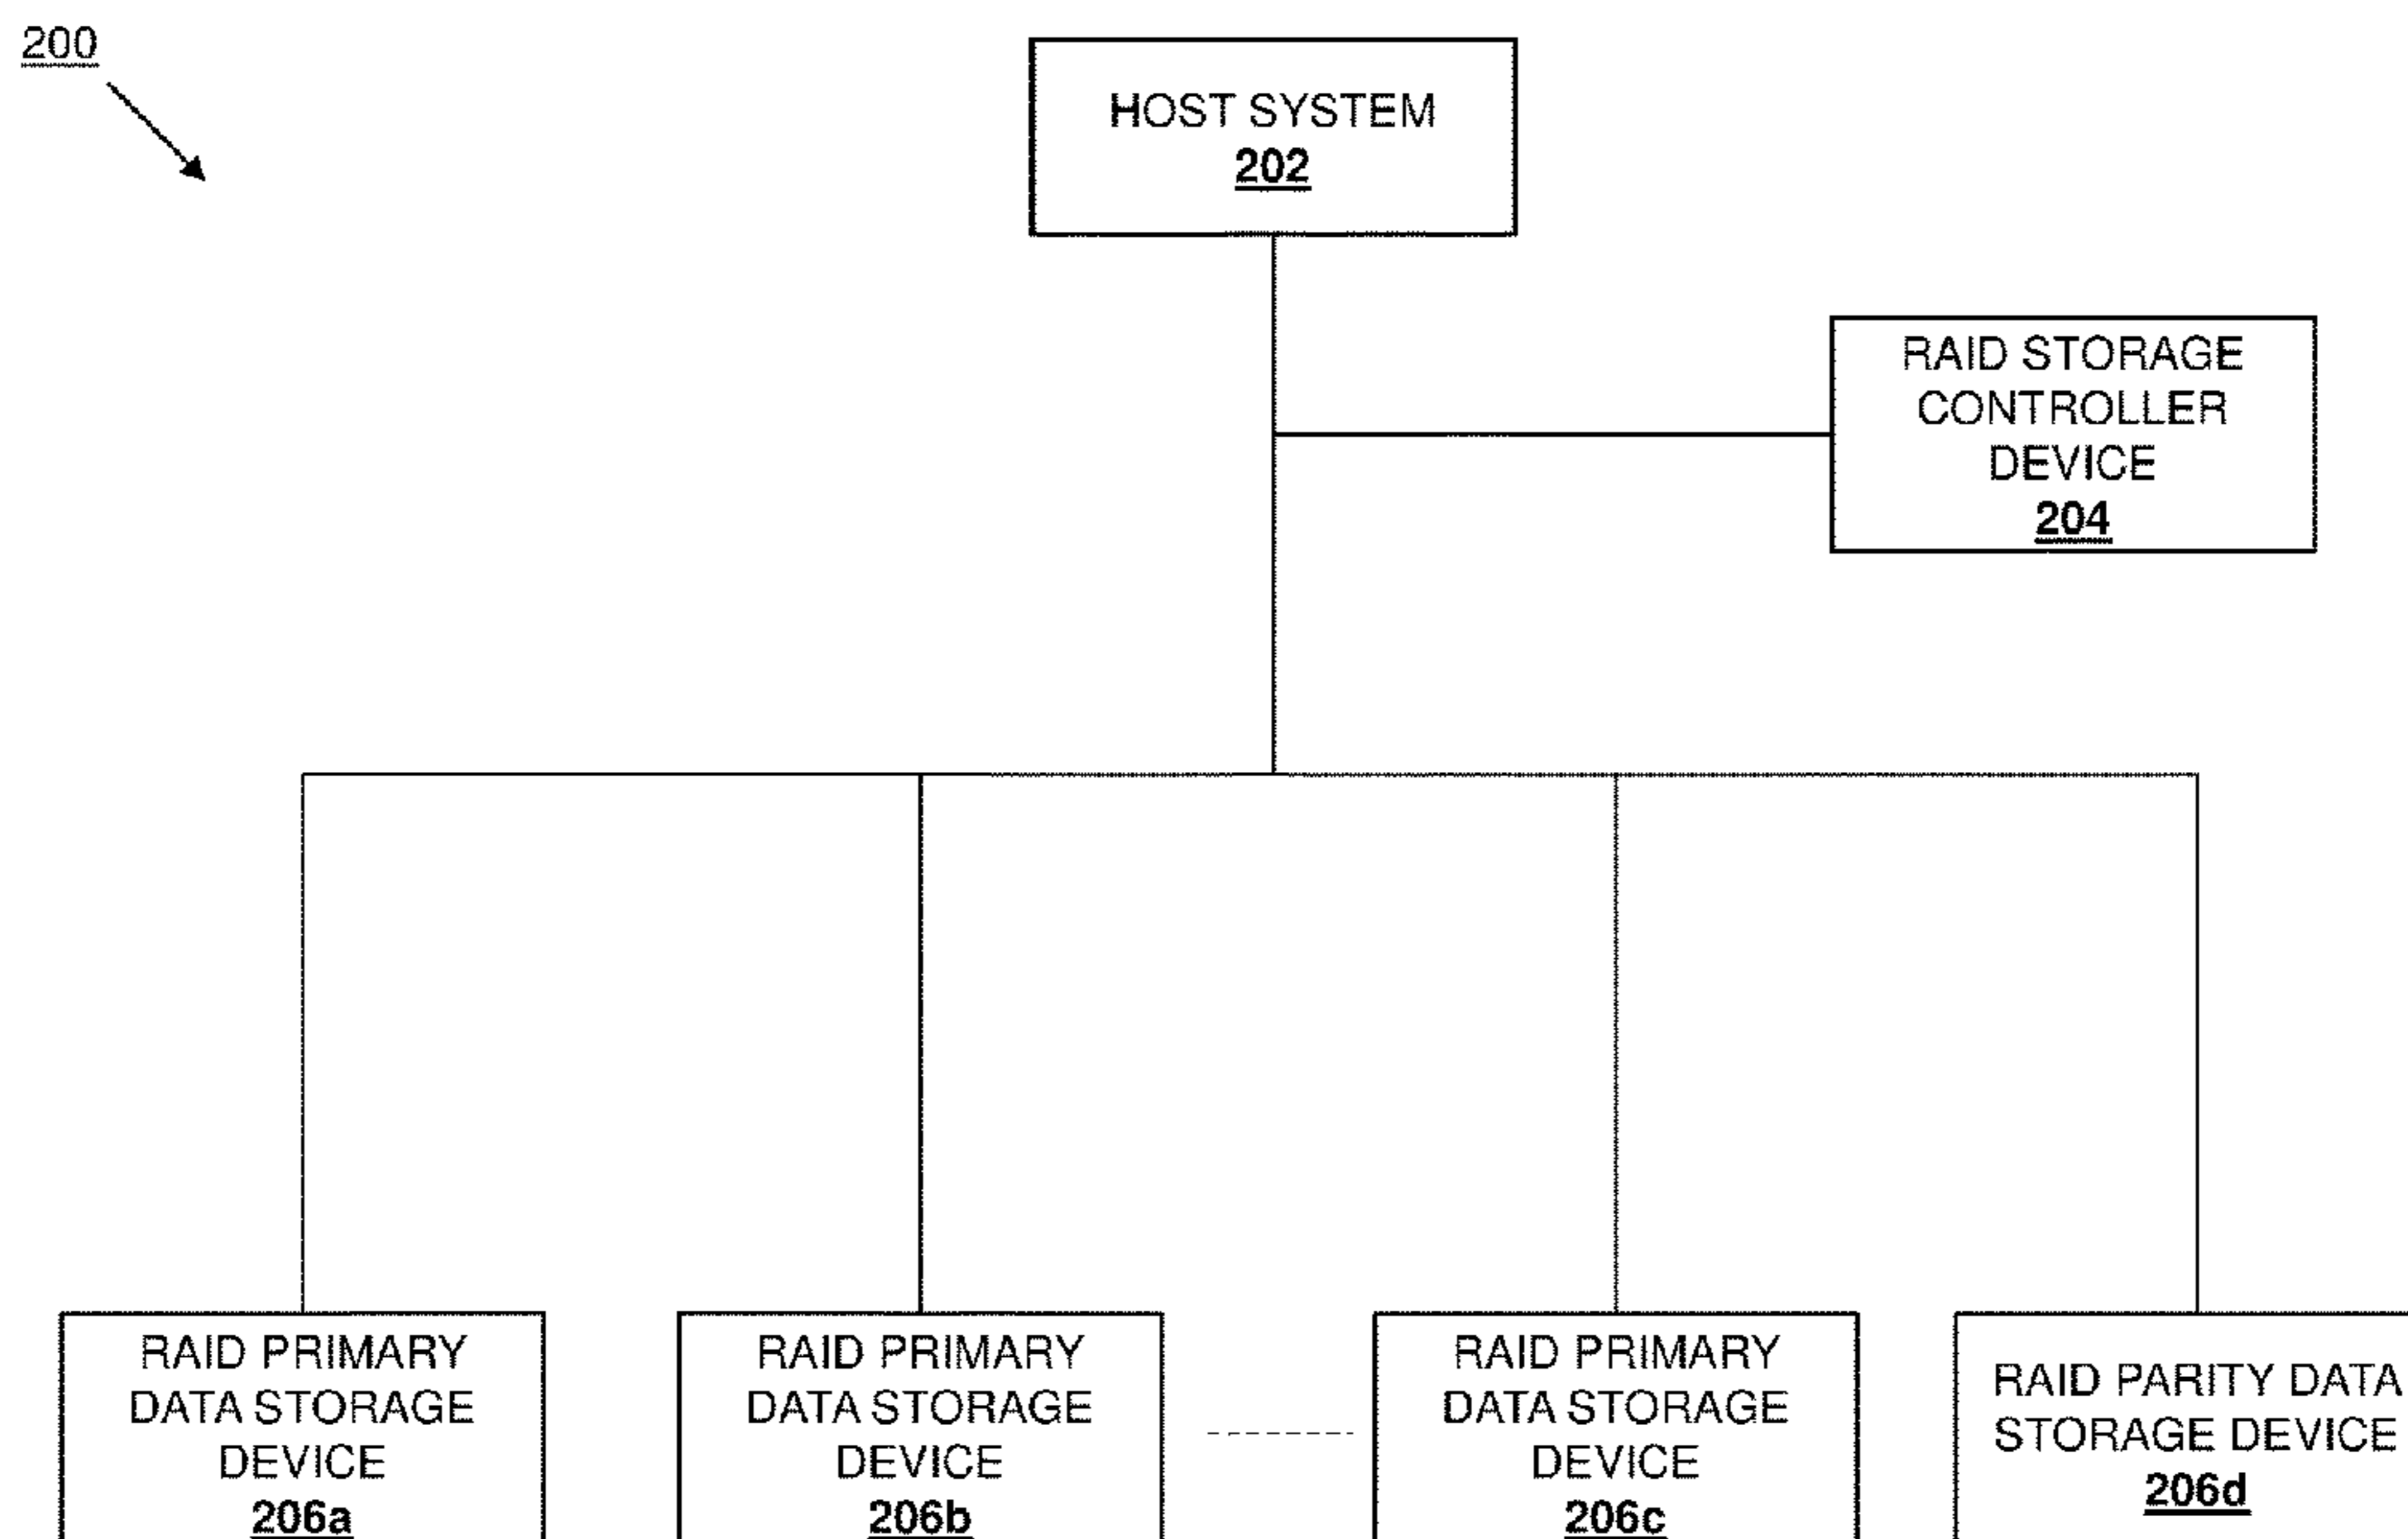 200
HOST SYSTEM
202
RAID STORAGE
CONTROLLER
DEVICE
204
RAID PRIMARY
DATA STORAGE
DEVICE
206a
RAID PRIMARY
DATA STORAGE
DEVICE
206b
RAID PRIMARY
DATA STORAGE
DEVICE
206c
RAID PARITY DATA
STORAGE DEVICE
206d